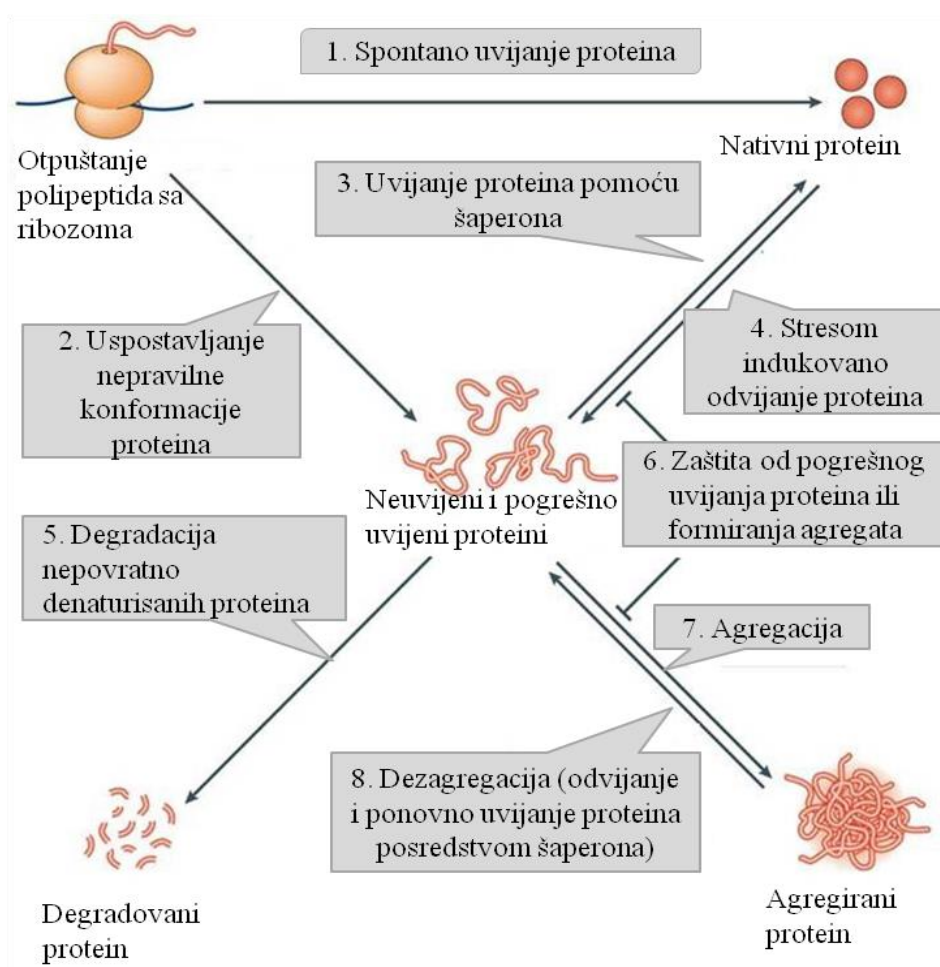 1. Spontano uvijanje proteina
Otpuštanje
polipeptida sa
ribozoma
Nativni protein
3. Uvijanje proteina pomoću
šaperona
2. Uspostavljanje
nepravilne
konformacije
proteina
4. Stresom
indukovano
odvijanje proteina
Neuvijeni i pogrešno
uvijeni proteini
6. Zaštita od pogrešnog
uvijanja proteina ili
formiranja agregata
5. Degradacija
nepovratno
denaturisanih proteina
7. Agregacija
8. Dezagregacija (odvijanje
i ponovno uvijanje proteina
posredstvom šaperona)
Degradovani
protein
Agregirani
protein